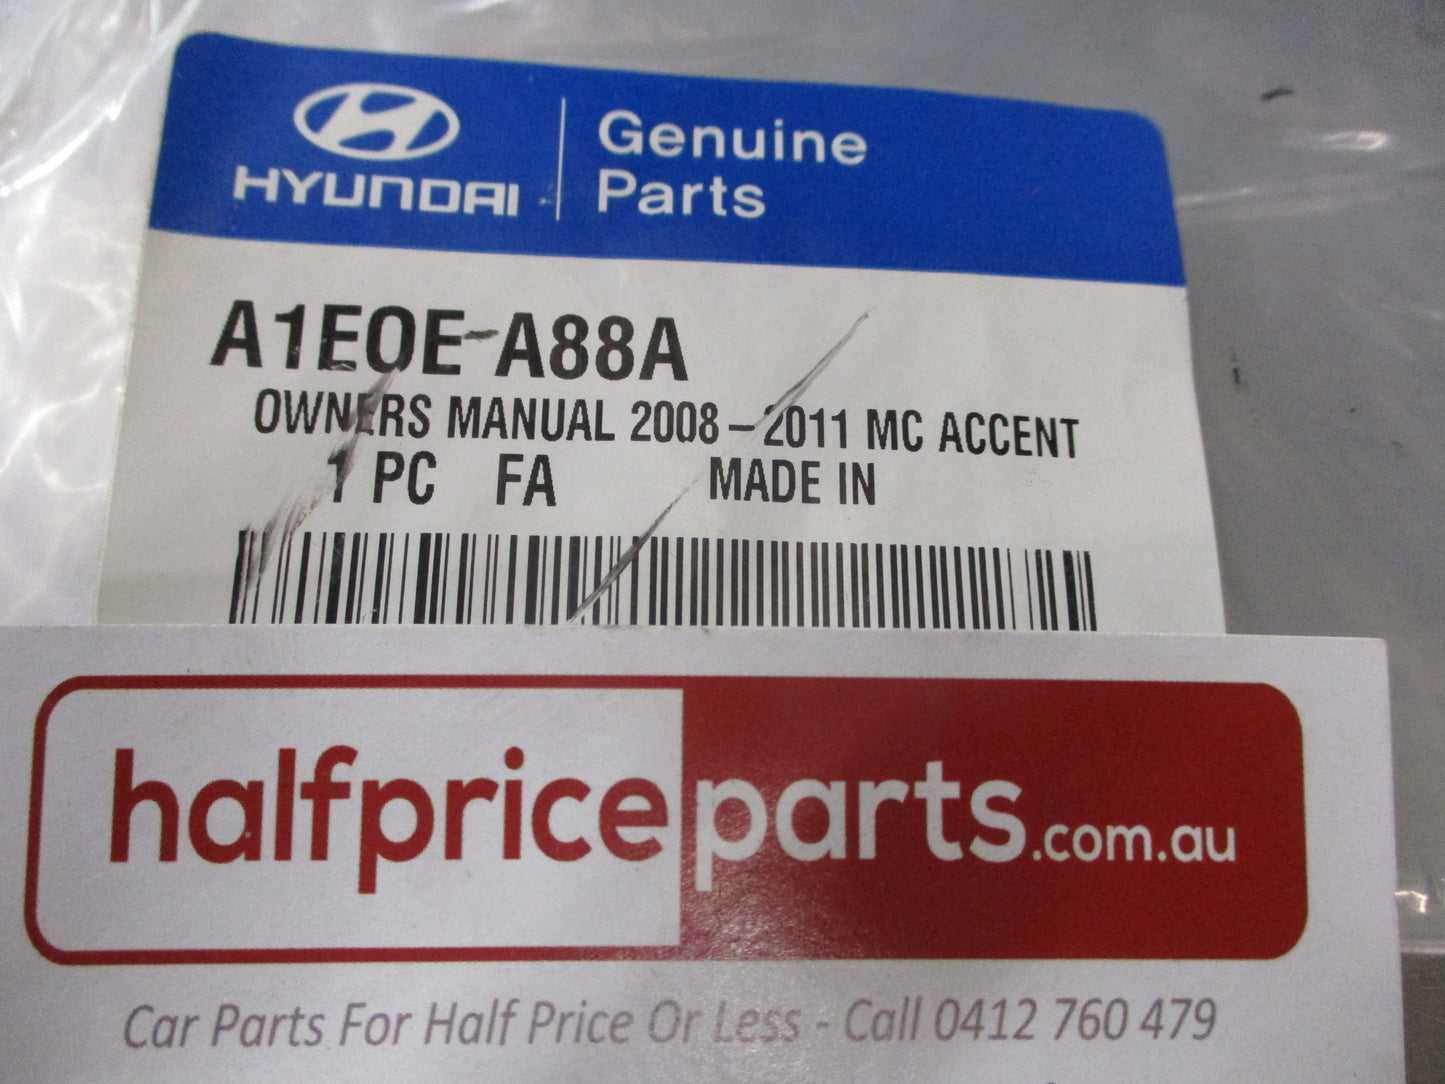 HYUNDAI
Genuine
Parts
A1EOE-A88A
OWNERS MANUAL 2008-2011 MC ACCENT
1 PC FA MADE IN
halfpriceparts.com.au
Car Parts For Half Price Or Less - Call 0412 760 479